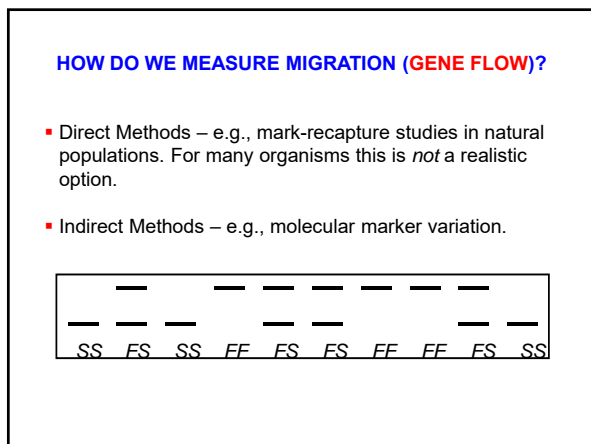 HOW DO WE MEASURE MIGRATION (GENE FLOW)?
▪ Direct Methods – e.g., mark-recapture studies in natural
populations. For many organisms this is not a realistic
option.
▪ Indirect Methods – e.g., molecular marker variation.
SS FS SS FF FS FS FF FF FS SS